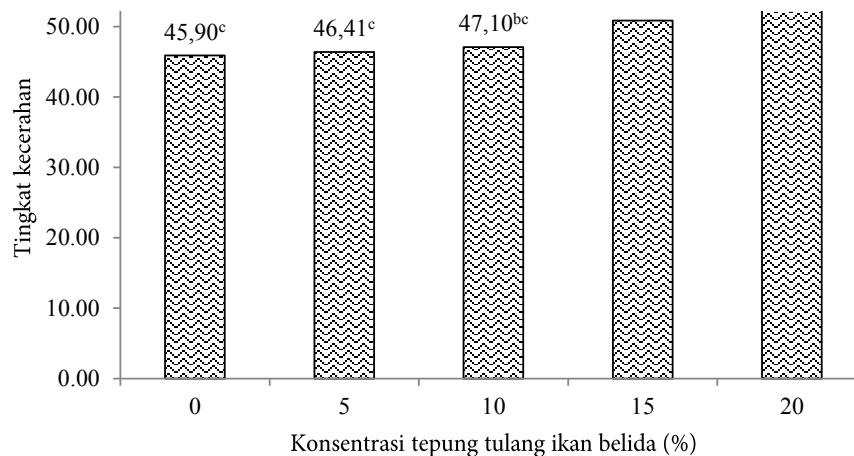 50.00
40.00
30.00
20.00
10.00
0.00
Tingkat kecerahan
45,90ᶜ
46,41ᶜ
47,10ᵇᶜ
0 5 10 15 20
Konsentrasi tepung tulang ikan belida (%)